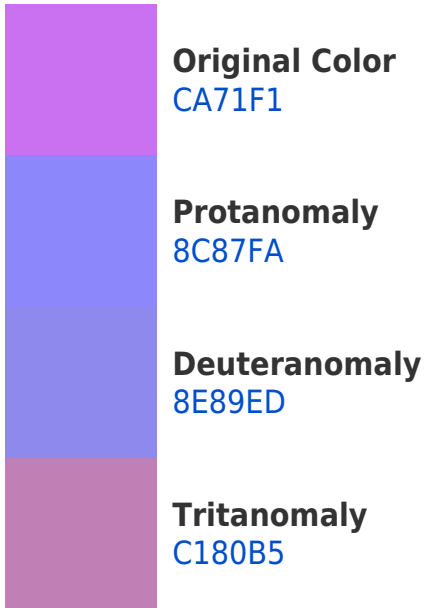 Original Color
CA71F1
Protanomaly
8C87FA
Deuteranomaly
8E89ED
Tritanomaly
C180B5